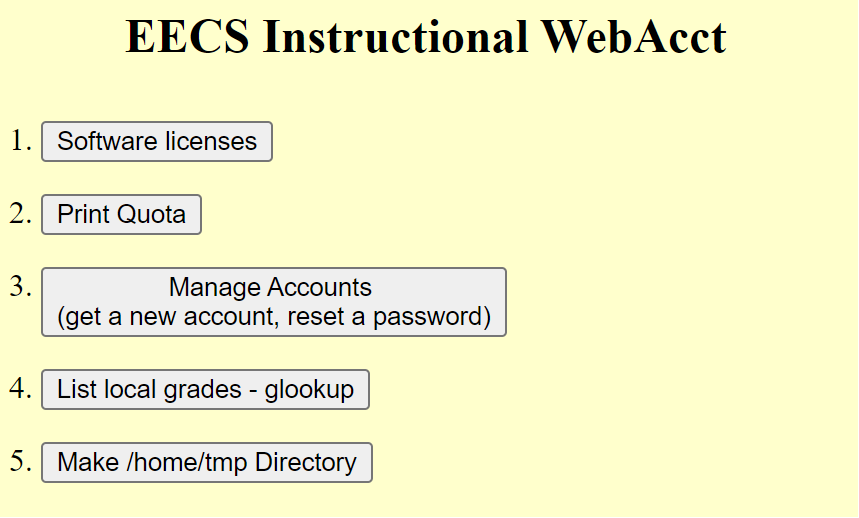 EECS Instructional WebAcct
1. Software licenses
2. Print Quota
3. Manage Accounts
(get a new account, reset a password)
4. List local grades - glookup
5. Make /home/tmp Directory